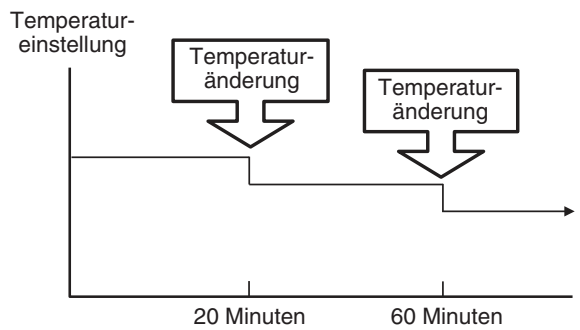 Temperatur-
einstellung
Temperatur-
änderung
Temperatur-
änderung
20 Minuten
60 Minuten